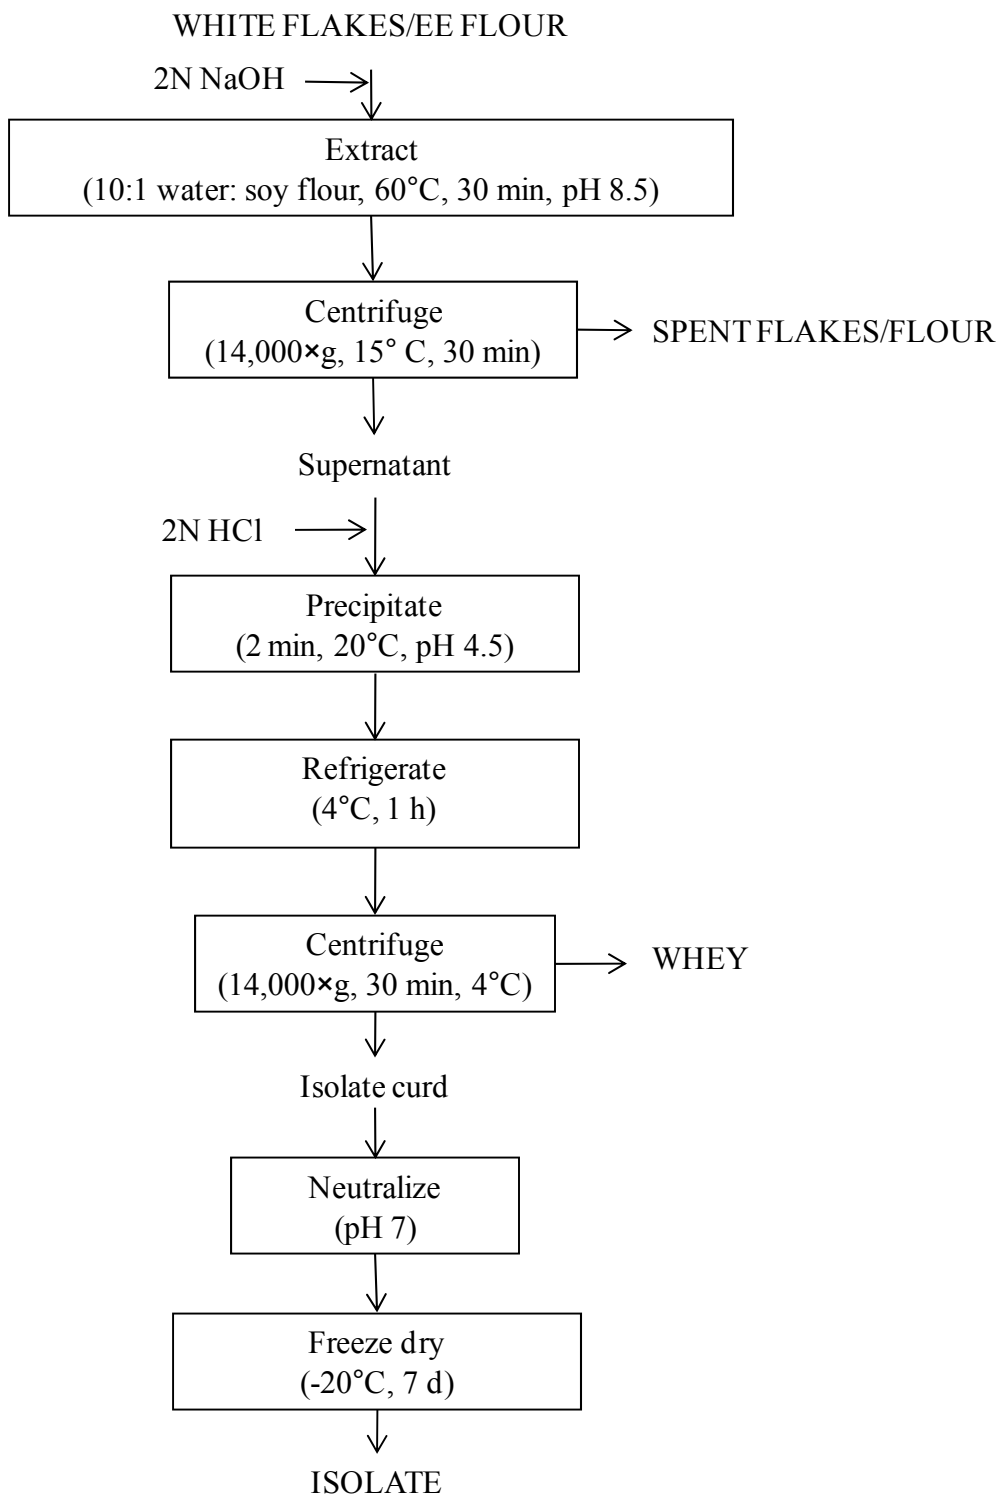 WHITE FLAKES/EE FLOUR
2N NaOH
Extract
(10:1 water: soy flour, 60°C, 30 min, pH 8.5)
Centrifuge
(14,000×g, 15° C, 30 min)
SPENT FLAKES/FLOUR
Supernatant
2N HCl
Precipitate
(2 min, 20°C, pH 4.5)
Refrigerate
(4°C, 1 h)
Centrifuge
(14,000×g, 30 min, 4°C)
WHEY
Isolate curd
Neutralize
(pH 7)
Freeze dry
(-20°C, 7 d)
ISOLATE